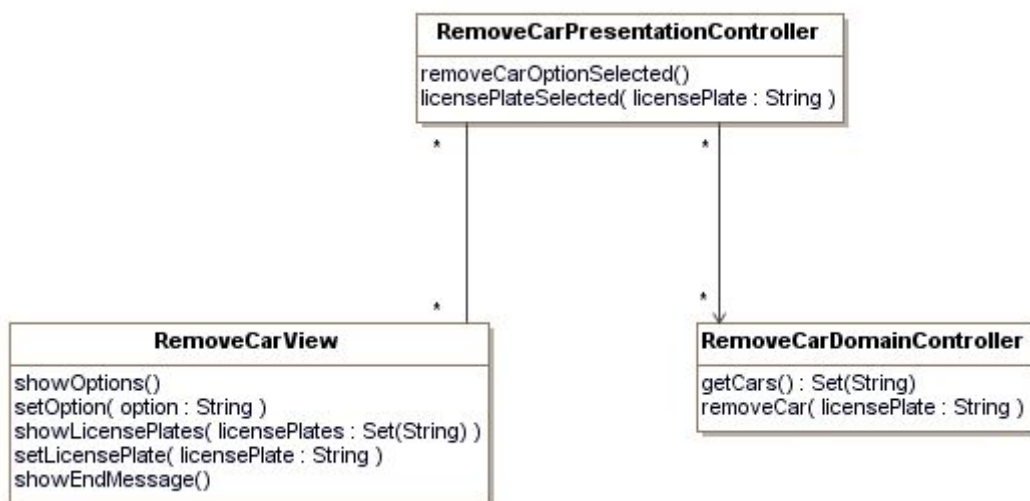 RemoveCarPresentationController
removeCarOptionSelected()
licensePlateSelected( licensePlate : String )
*
*
*
*
RemoveCarView
showOptions()
setOption( option : String )
showLicensePlates( licensePlates : Set(String) )
setLicensePlate( licensePlate : String )
showEndMessage()
RemoveCarDomainController
getCars() : Set(String)
removeCar( licensePlate : String )